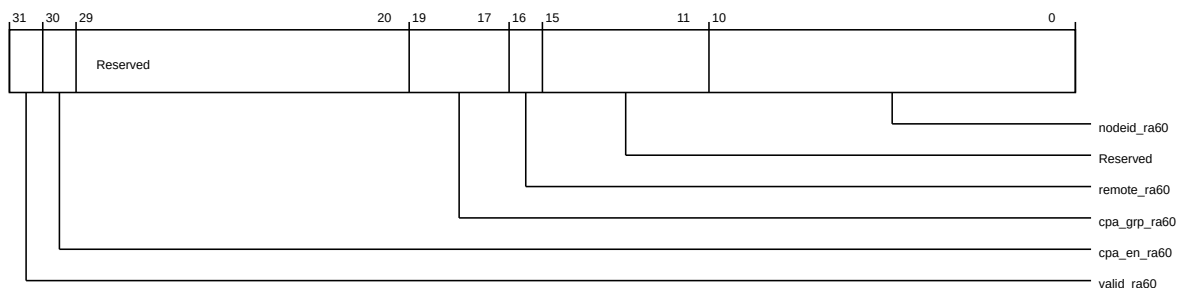 31 30 29 20 19 17 16 15 11 10 0
Reserved
nodeid_ra60
Reserved
remote_ra60
cpa_grp_ra60
cpa_en_ra60
valid_ra60